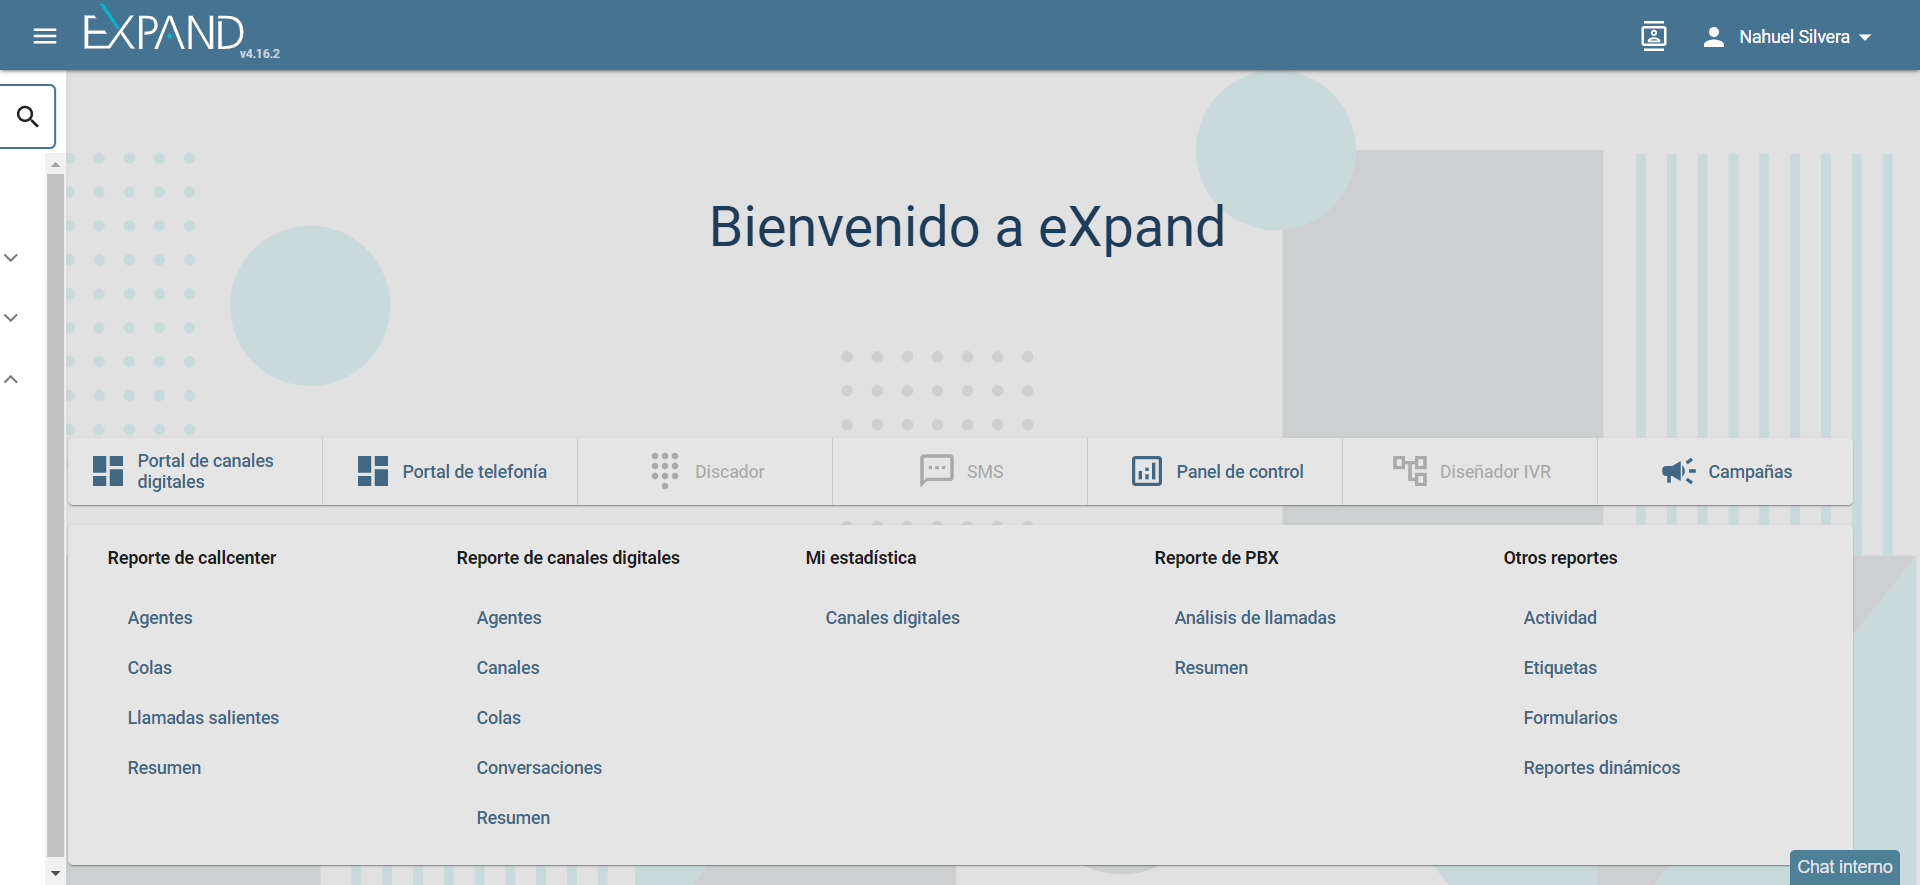 EXPAND
v4.16.2
Nahuel Silvera
Bienvenido a eXpand
Portal de canales
digitales
Portal de telefonía
Discador
SMS
Panel de control
Diseñador IVR
Campañas
Reporte de callcenter
Agentes
Colas
Llamadas salientes
Resumen
Reporte de canales digitales
Agentes
Canales
Colas
Conversaciones
Resumen
Mi estadística
Canales digitales
Reporte de PBX
Análisis de llamadas
Resumen
Otros reportes
Actividad
Etiquetas
Formularios
Reportes dinámicos
Chat interno